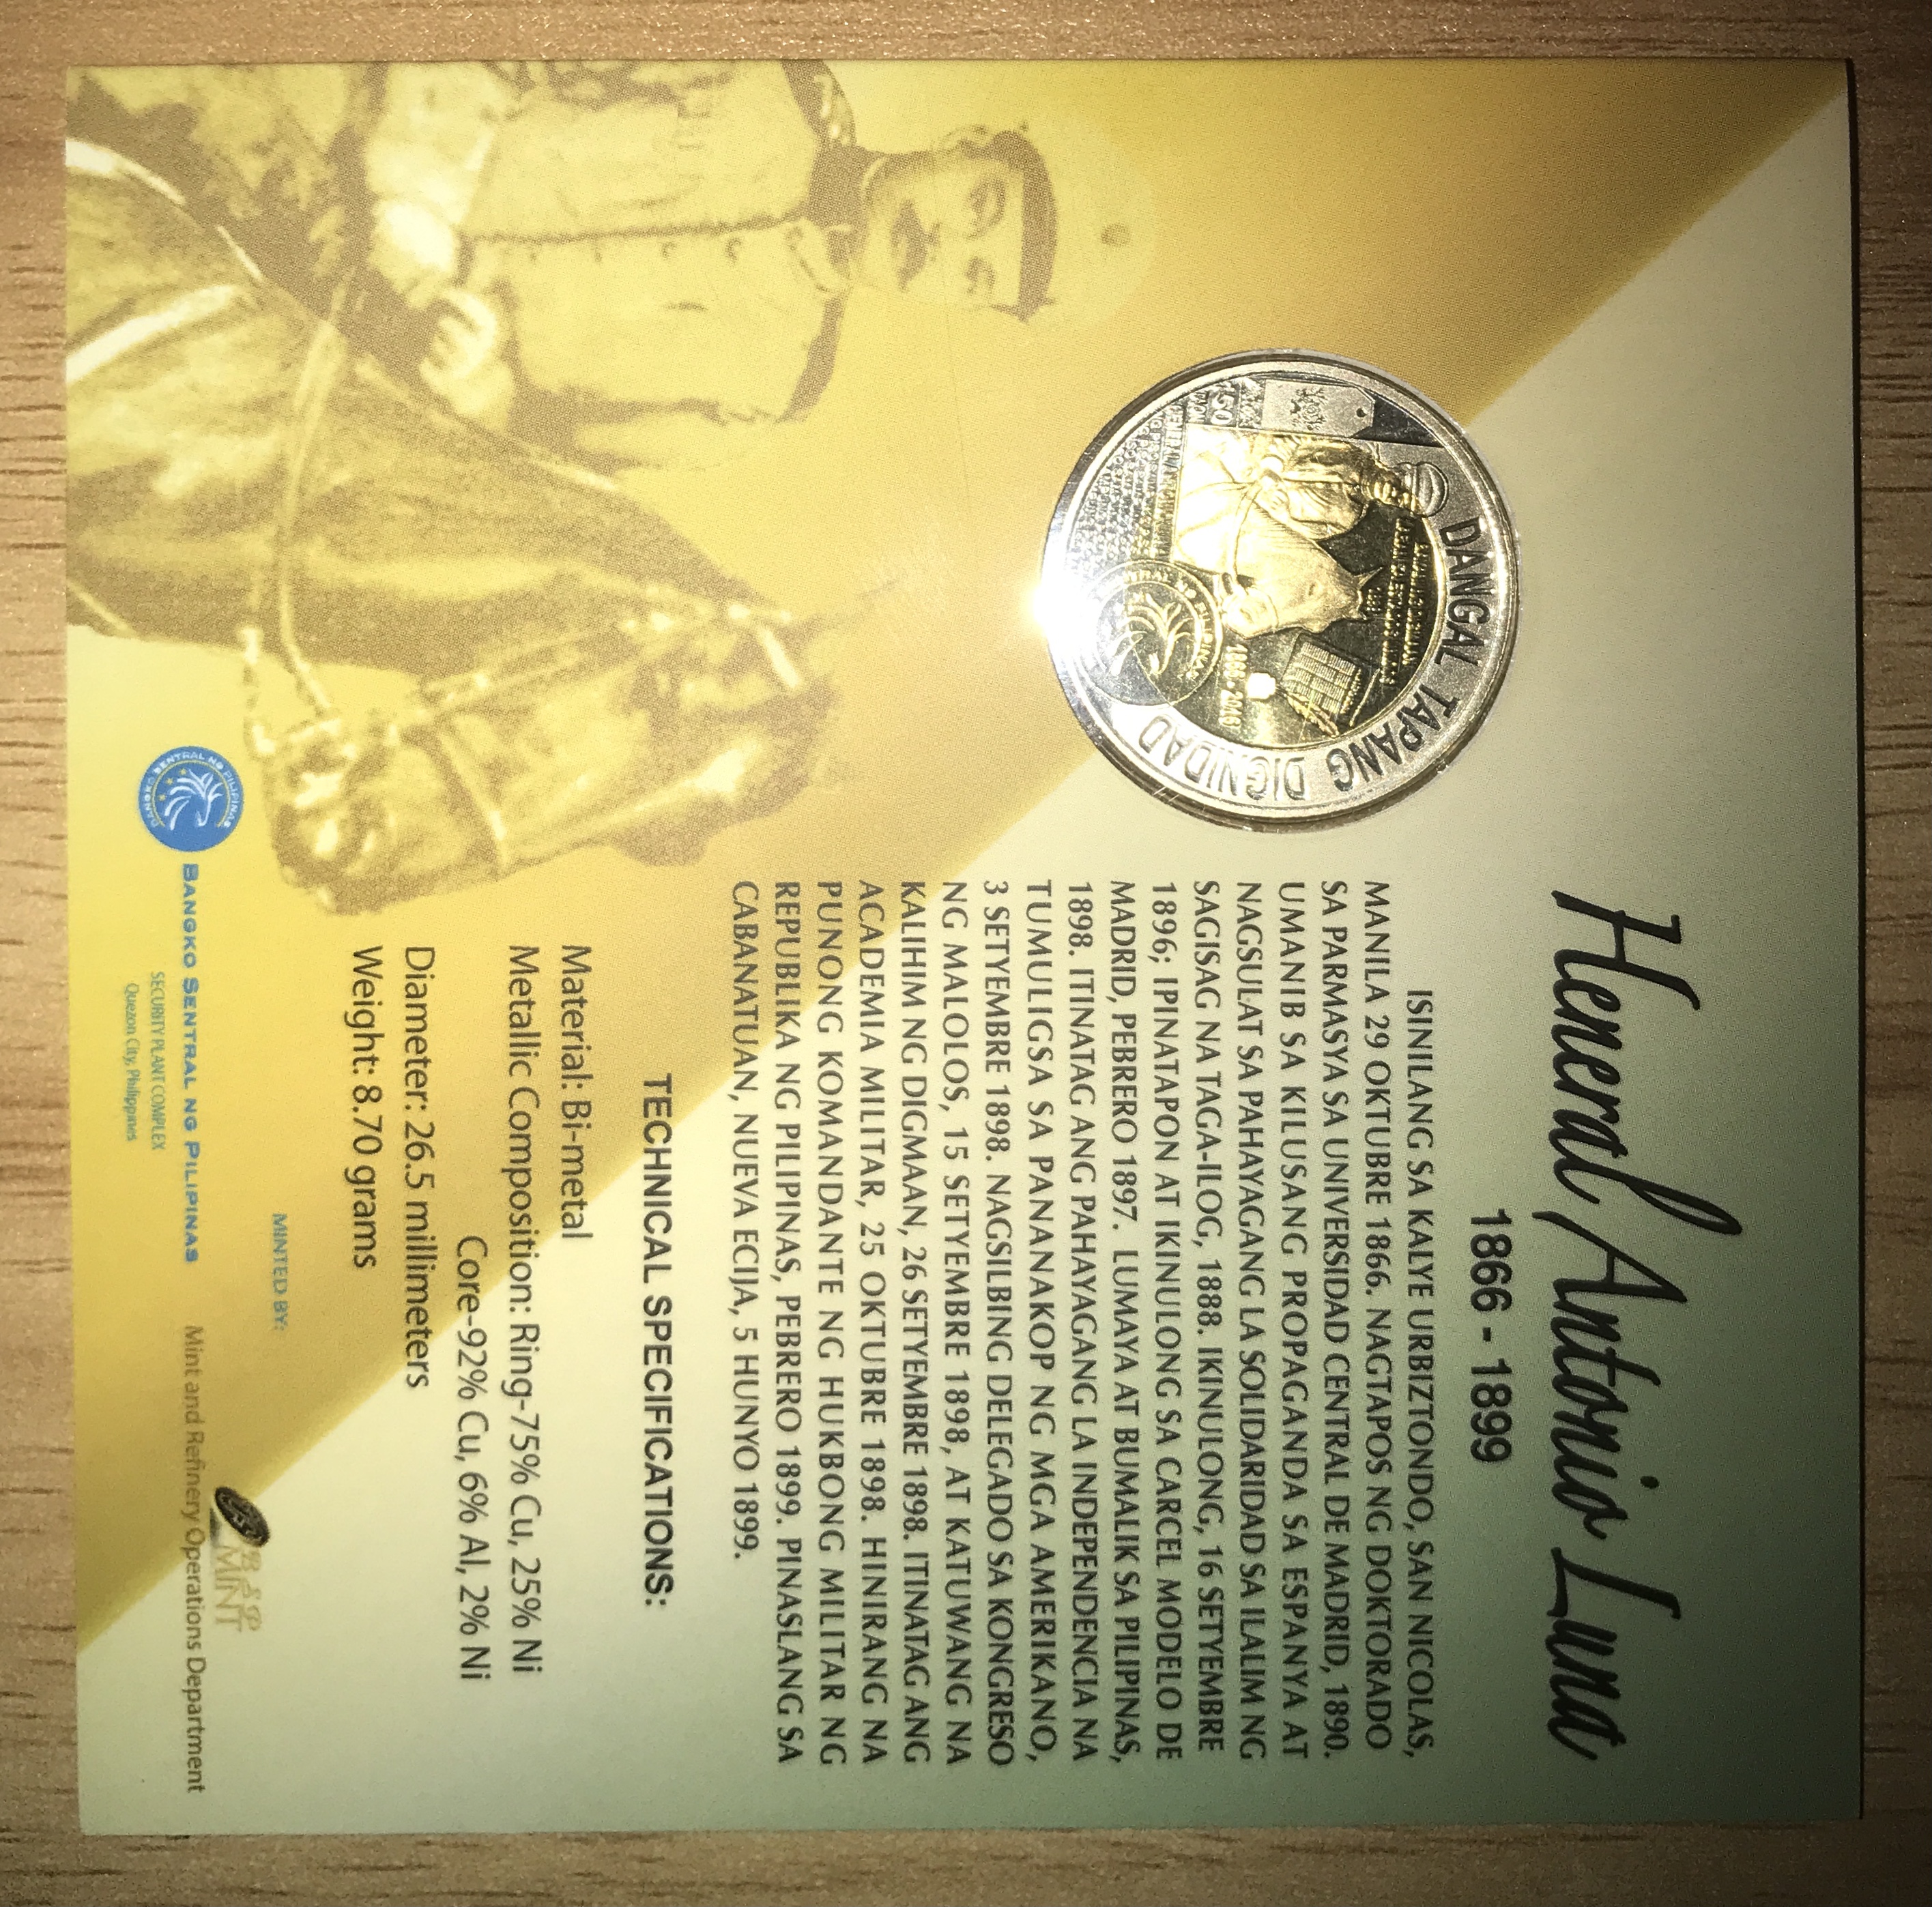 Heneral Antonio Luna
1866 - 1899
ISINILANG SA KALYE URBIZTONDO, SAN NICOLAS,
MANILA 29 OKTUBRE 1866. NAGTAPOS NG DOKTORADO
SA PARMASYA SA UNIVERSIDAD CENTRAL DE MADRID, 1890.
UMANIB SA KILUSANG PROPAGANDA SA ESPANYA AT
NAGSULAT SA PAHAYAGANG LA SOLIDARIDAD SA ILALIM NG
SAGISAG NA TAGA-ILOG, 1888. IKINULONG, 16 SETYEMBRE
1896; IPINATAPON AT IKINULONG SA CARCEL MODELO DE
MADRID, PEBRERO 1897. LUMAYA AT BUMALIK SA PILIPINAS,
1898. ITINATAG ANG PAHAYAGANG LA INDEPENDENCIA NA
TUMULIGSA SA PANANAKOP NG MGA AMERIKANO,
3 SETYEMBRE 1898. NAGSILBING DELEGADO SA KONGRESO
NG MALOLOS, 15 SETYEMBRE 1898, AT KATUWANG NA
KALIHIM NG DIGMAAN, 26 SETYEMBRE 1898. ITINATAG ANG
ACADEMIA MILITAR, 25 OKTUBRE 1898. HINIRANG NA
PUNONG KOMANDANTE NG HUKBONG MILITAR NG
REPUBLIKA NG PILIPINAS, PEBRERO 1899. PINASLANG SA
CABANATUAN, NUEVA ECIJA, 5 HUNYO 1899.
DANGAL TAPANG DIGNIDAD
1866-2016
150
TAON
NG PILIPINAS
TECHNICAL SPECIFICATIONS:
Material: Bi-metal
Metallic Composition: Ring-75% Cu, 25% Ni
Core-92% Cu, 6% Al, 2% Ni
Diameter: 26.5 millimeters
Weight: 8.70 grams
MINTED BY:
BANGKO SENTRAL NG PILIPINAS
BANGKO SENTRAL NG PILIPINAS
SECURITY PLANT COMPLEX
Quezon City, Philippines
BSP
MINT
Mint and Refinery Operations Department